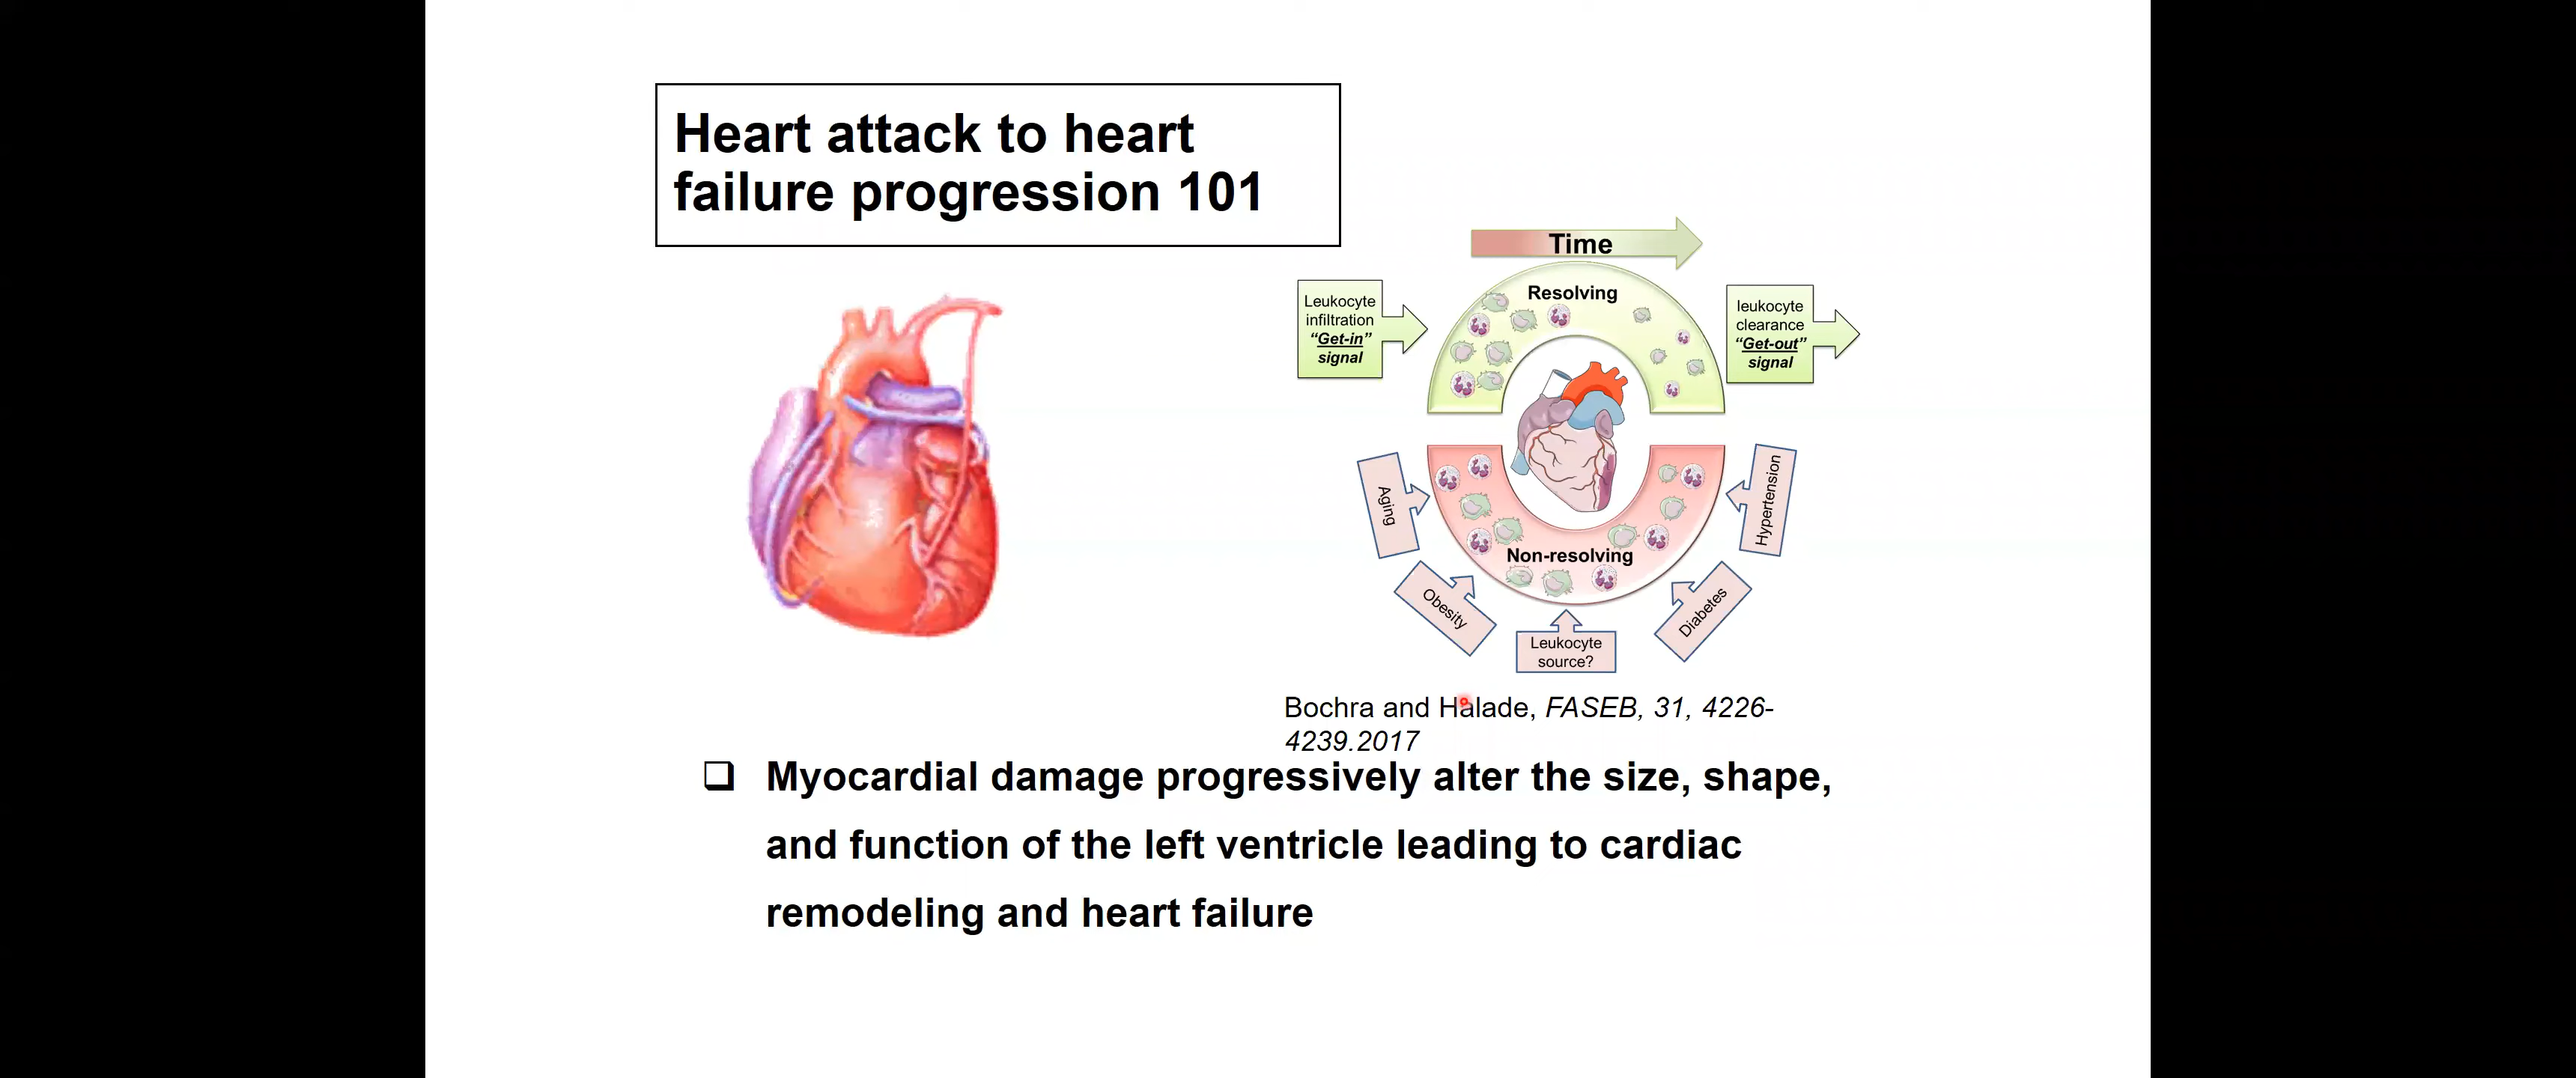 Heart attack to heart
failure progression 101
Time
Leukocyte
infiltration
"Get-in"
signal
Resolving
leukocyte
clearance
"Get-out"
signal
Aging
Hypertension
Non-resolving
Obesity
Diabetes
Leukocyte
source?
Bochra and Halade, FASEB, 31, 4226-
4239.2017
❑ Myocardial damage progressively alter the size, shape,
and function of the left ventricle leading to cardiac
remodeling and heart failure